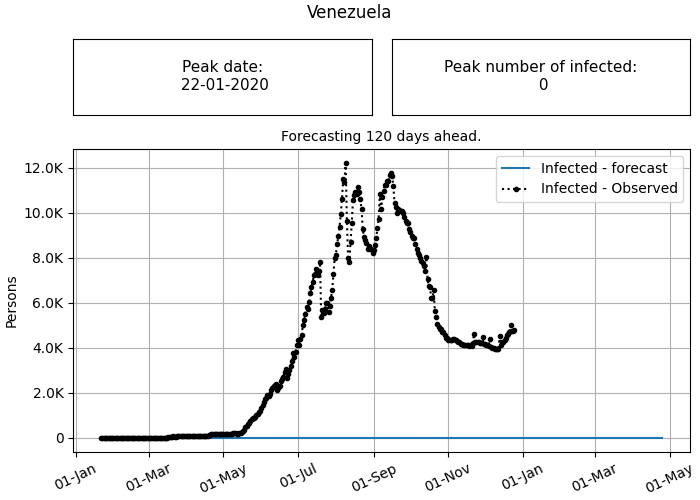 Venezuela
Peak date:
22-01-2020
Peak number of infected:
0
Forecasting 120 days ahead.
Infected - forecast
Infected - Observed
12.0K
10.0K
8.0K
6.0K
4.0K
2.0K
0
Persons
01-Jan
01-Mar
01-May
01-Jul
01-Sep
01-Nov
01-Jan
01-Mar
01-May